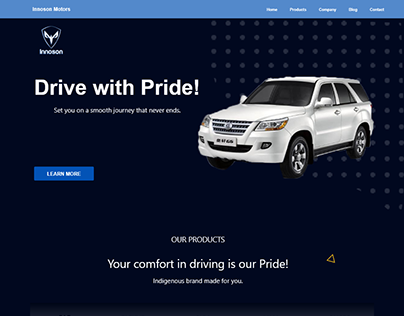 Innoson Motors
Home Products Company Blog Contact
Innoson
Drive with Pride!
Set you on a smooth journey that never ends.
LEARN MORE
OUR PRODUCTS
Your comfort in driving is our Pride!
Indigenous brand made for you.